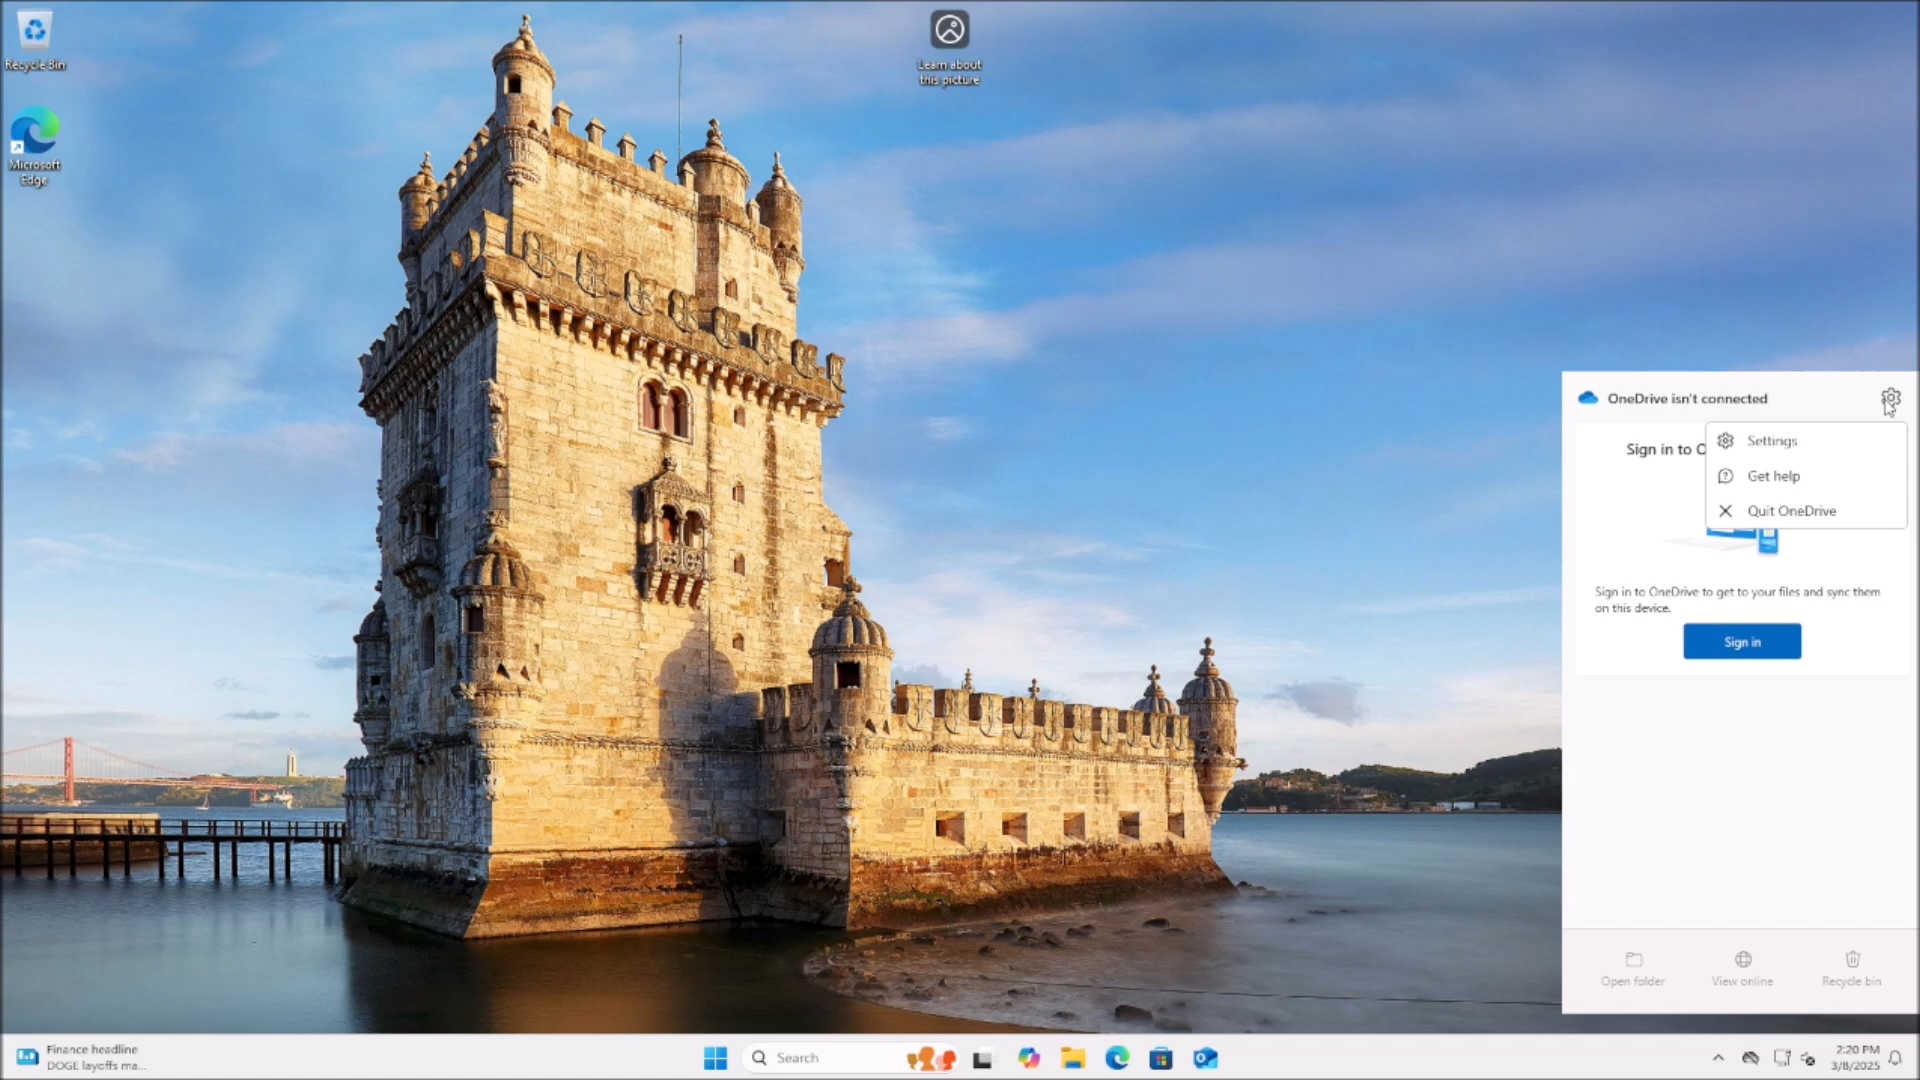 Recycle Bin
Learn about
this picture
Microsoft
Edge
OneDrive isn't connected
Sign in to O
Settings
Get help
Quit OneDrive
Sign in to OneDrive to get to your files and sync them
on this device.
Sign in
Open folder
View online
Recycle bin
Finance headline
DOGE layoffs ma...
Search
2:20 PM
3/8/2025